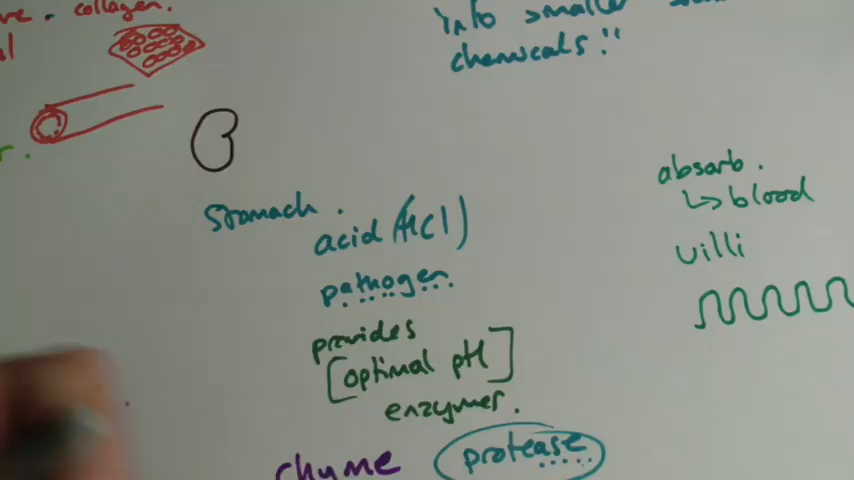 collagen.
into smaller
chemicals!!
absorb.
↳ blood
villi
stomach.
acid (HCl)
pathogen
provides
[optimal pH]
enzymes.
chyme
protease